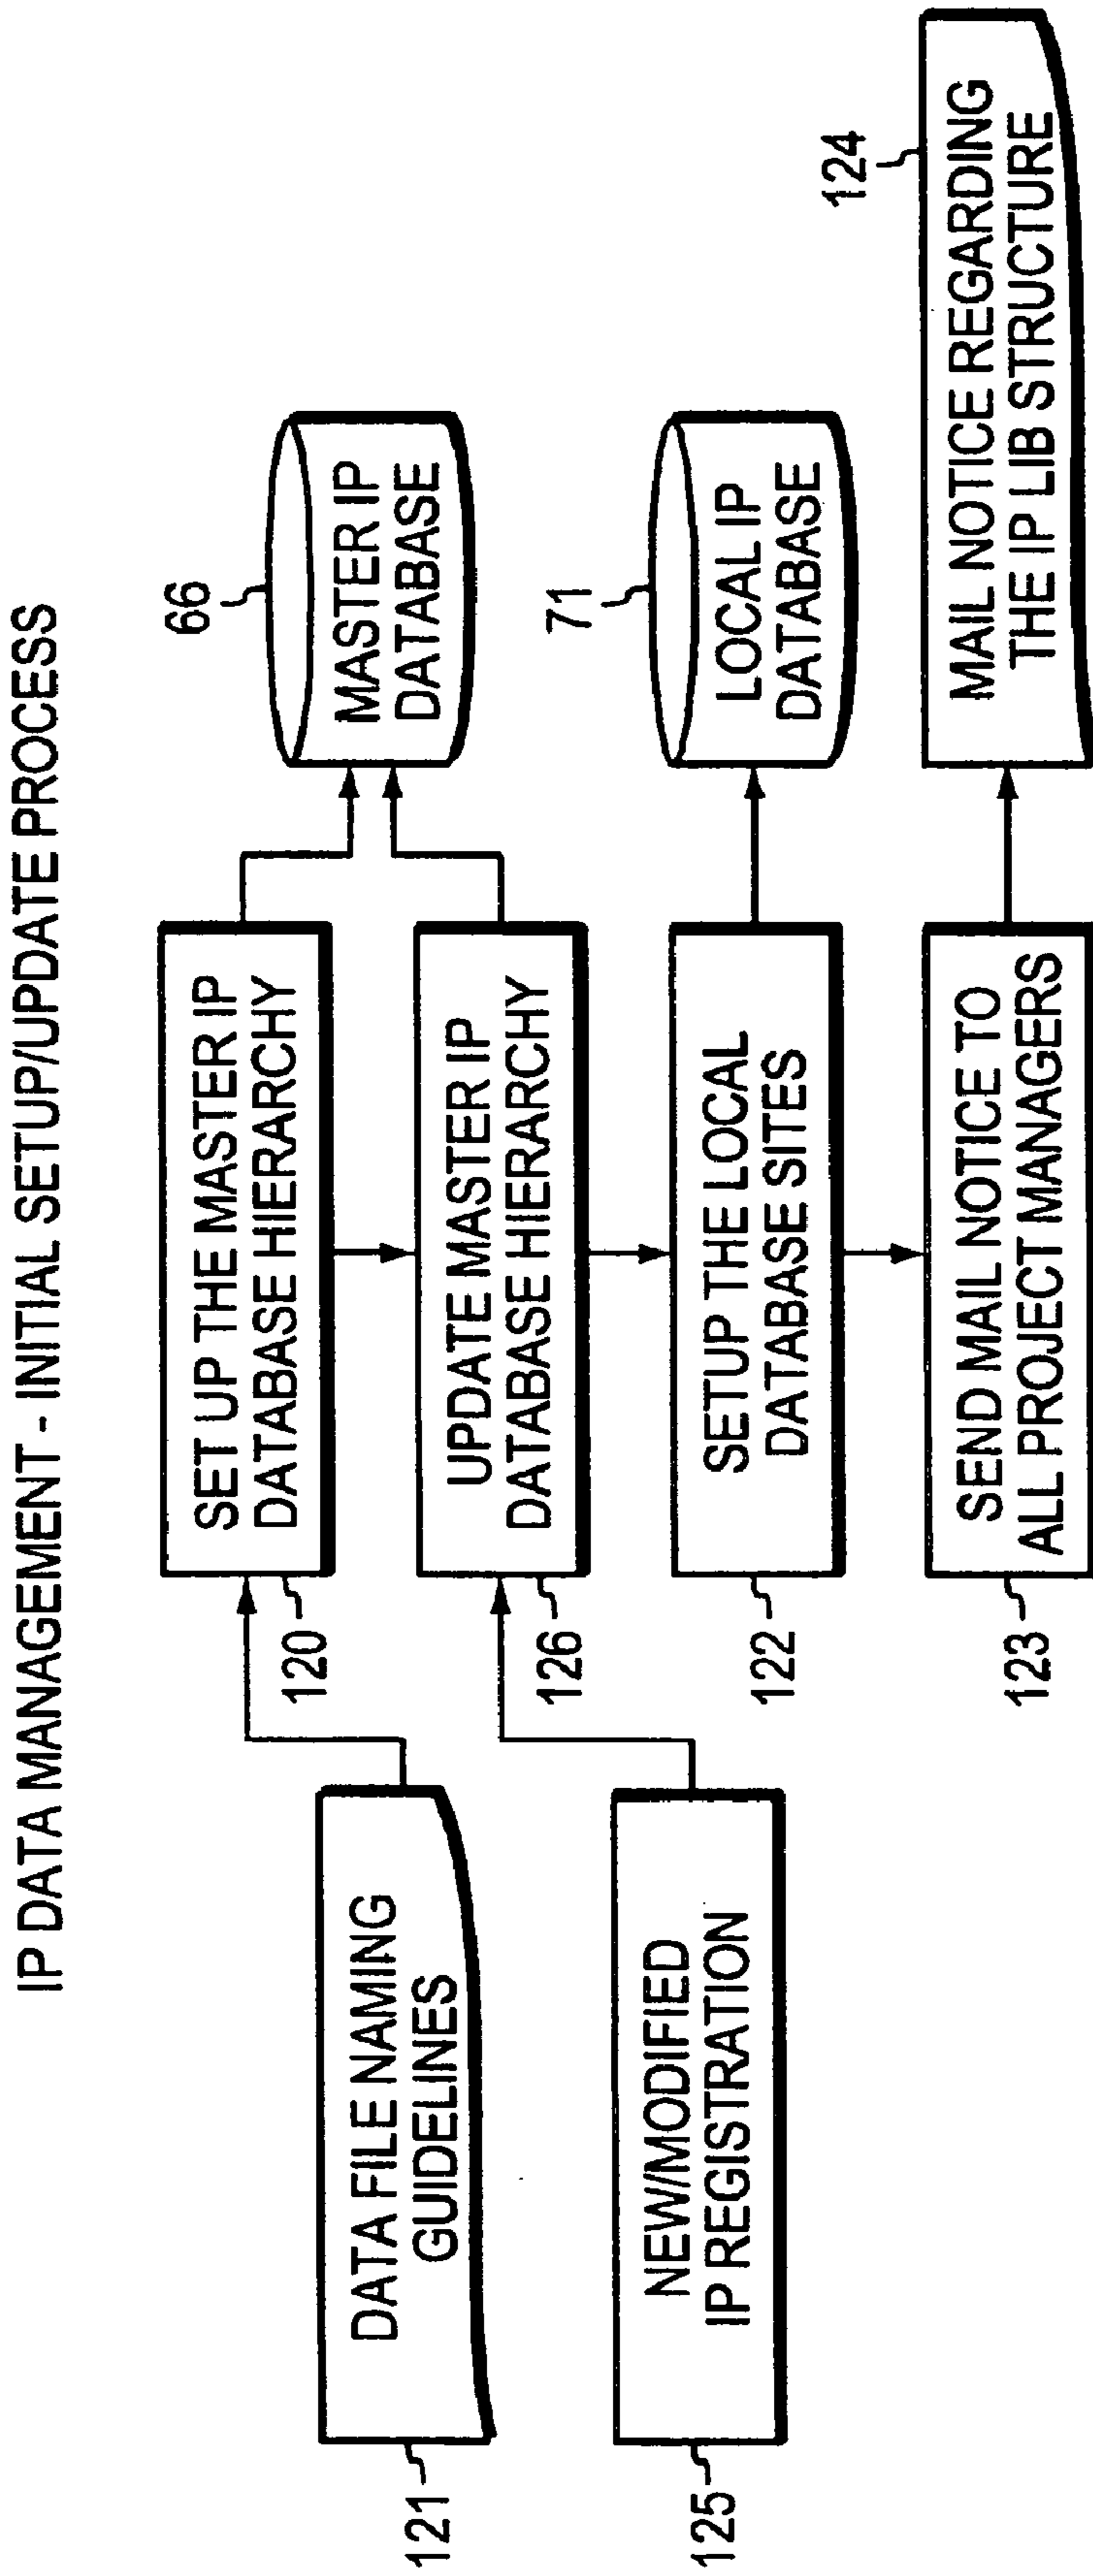 IP DATA MANAGEMENT - INITIAL SETUP/UPDATE PROCESS
121
DATA FILE NAMING
GUIDELINES
125
NEW/MODIFIED
IP REGISTRATION
120
SET UP THE MASTER IP
DATABASE HIERARCHY
126
UPDATE MASTER IP
DATABASE HIERARCHY
122
SETUP THE LOCAL
DATABASE SITES
123
SEND MAIL NOTICE TO
ALL PROJECT MANAGERS
66
MASTER IP
DATABASE
71
LOCAL IP
DATABASE
124
MAIL NOTICE REGARDING
THE IP LIB STRUCTURE